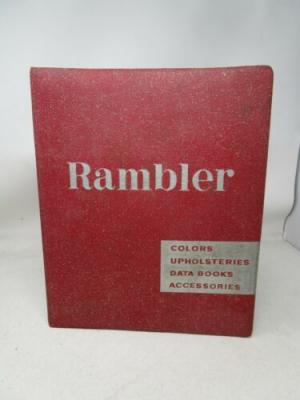 Rambler
COLORS
UPHOLSTERIES
DATA BOOKS
ACCESSORIES